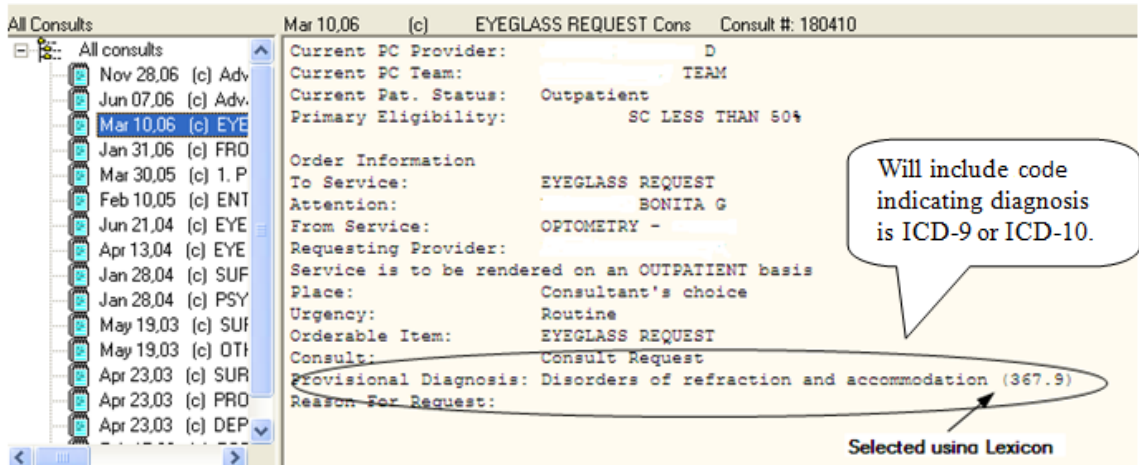 All Consults
All consults
Nov 28,06 (c) Adv
Jun 07,06 (c) Adv
Mar 10,06 (c) EYE
Jan 31,06 (c) FRO
Mar 30,05 (c) 1. P
Feb 10,05 (c) ENT
Jun 21,04 (c) EYE
Apr 13,04 (c) EYE
Jan 28,04 (c) SUF
Jan 28,04 (c) PSY
May 19,03 (c) SUF
May 19,03 (c) OTH
Apr 23,03 (c) SUR
Apr 23,03 (c) PRO
Apr 23,03 (c) DEP
Mar 10,06 (c) EYEGLASS REQUEST Cons Consult #: 180410
Current PC Provider: D
Current PC Team: TEAM
Current Pat. Status: Outpatient
Primary Eligibility: SC LESS THAN 50%
Order Information
To Service: EYEGLASS REQUEST
Attention: BONITA G
From Service: OPTOMETRY -
Requesting Provider:
Service is to be rendered on an OUTPATIENT basis
Place: Consultant's choice
Urgency: Routine
Orderable Item: EYEGLASS REQUEST
Consult: Consult Request
Provisional Diagnosis: Disorders of refraction and accommodation (367.9)
Reason For Request:
Will include code
indicating diagnosis
is ICD-9 or ICD-10.
Selected using Lexicon